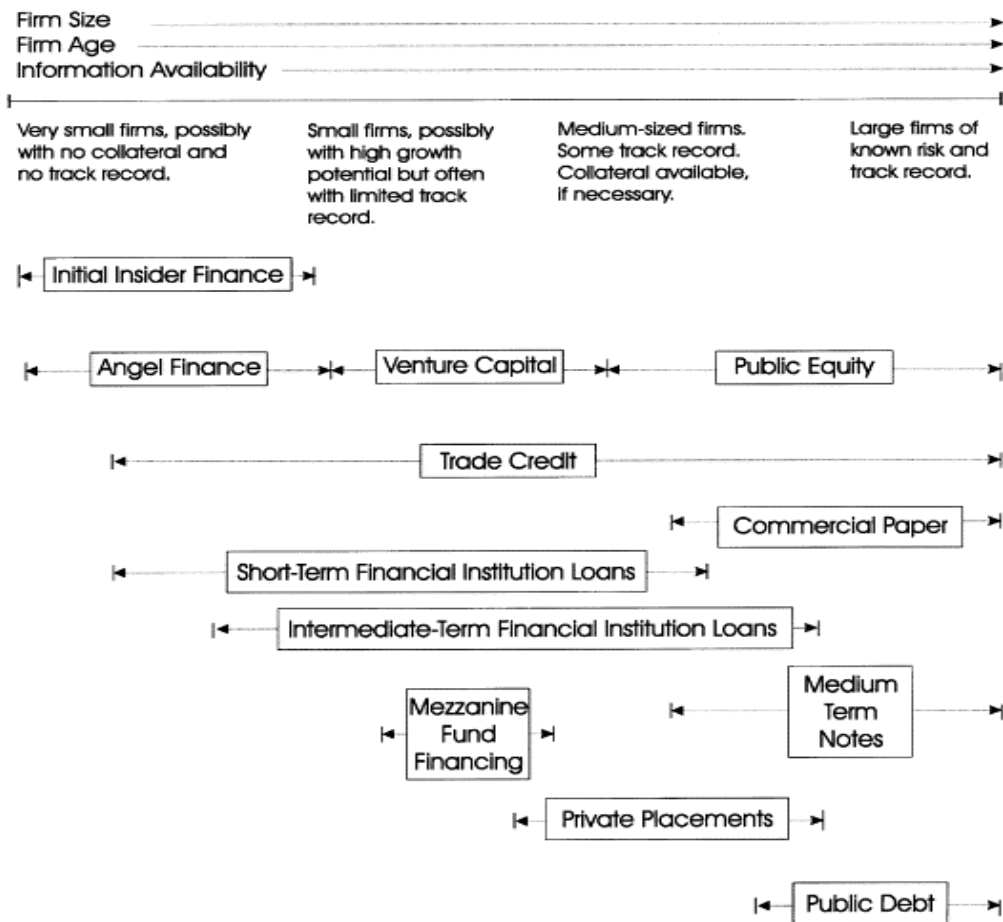 Firm Size
Firm Age
Information Availability
Very small firms, possibly
with no collateral and
no track record.
Small firms, possibly
with high growth
potential but often
with limited track
record.
Medium-sized firms.
Some track record.
Collateral available,
if necessary.
Large firms of
known risk and
track record.
Initial Insider Finance
Angel Finance
Venture Capital
Public Equity
Trade Credit
Commercial Paper
Short-Term Financial Institution Loans
Intermediate-Term Financial Institution Loans
Mezzanine
Fund
Financing
Medium
Term
Notes
Private Placements
Public Debt